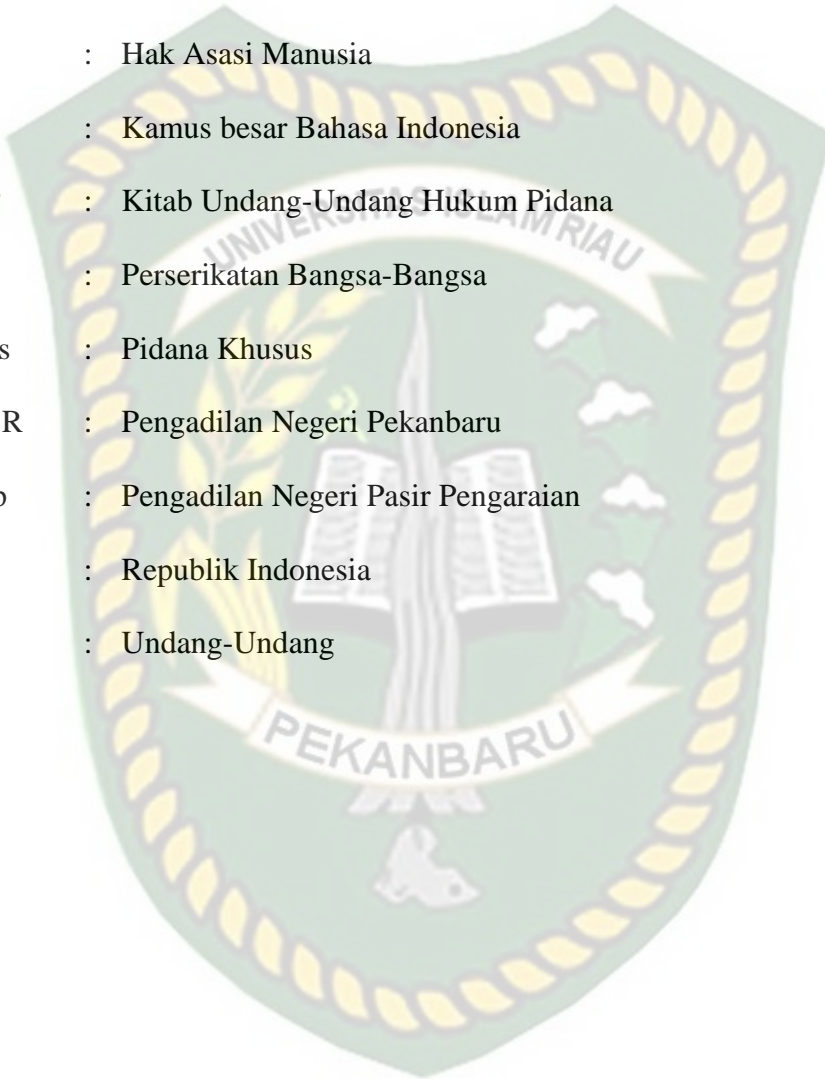 : Hak Asasi Manusia
: Kamus besar Bahasa Indonesia
: Kitab Undang-Undang Hukum Pidana
UNIVERSITAS ISLAM RIAU
: Perserikatan Bangsa-Bangsa
s : Pidana Khusus
R : Pengadilan Negeri Pekanbaru
: Pengadilan Negeri Pasir Pengaraian
: Republik Indonesia
: Undang-Undang
PEKANBARU